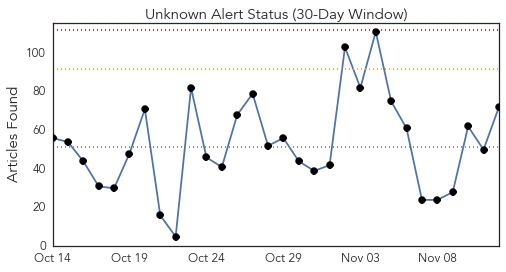 Unknown Alert Status (30-Day Window)
Articles Found
100
80
60
40
20
0
Oct 14 Oct 19 Oct 24 Oct 29 Nov 03 Nov 08